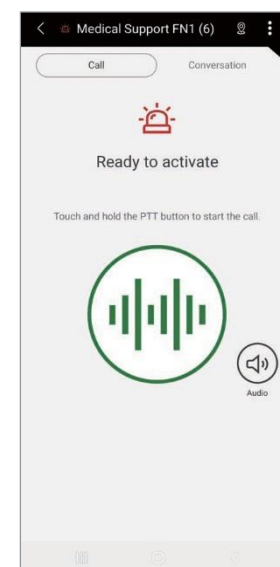 Medical Support FN1 (6)
Call
Conversation
Ready to activate
Touch and hold the PTT button to start the call.
Audio